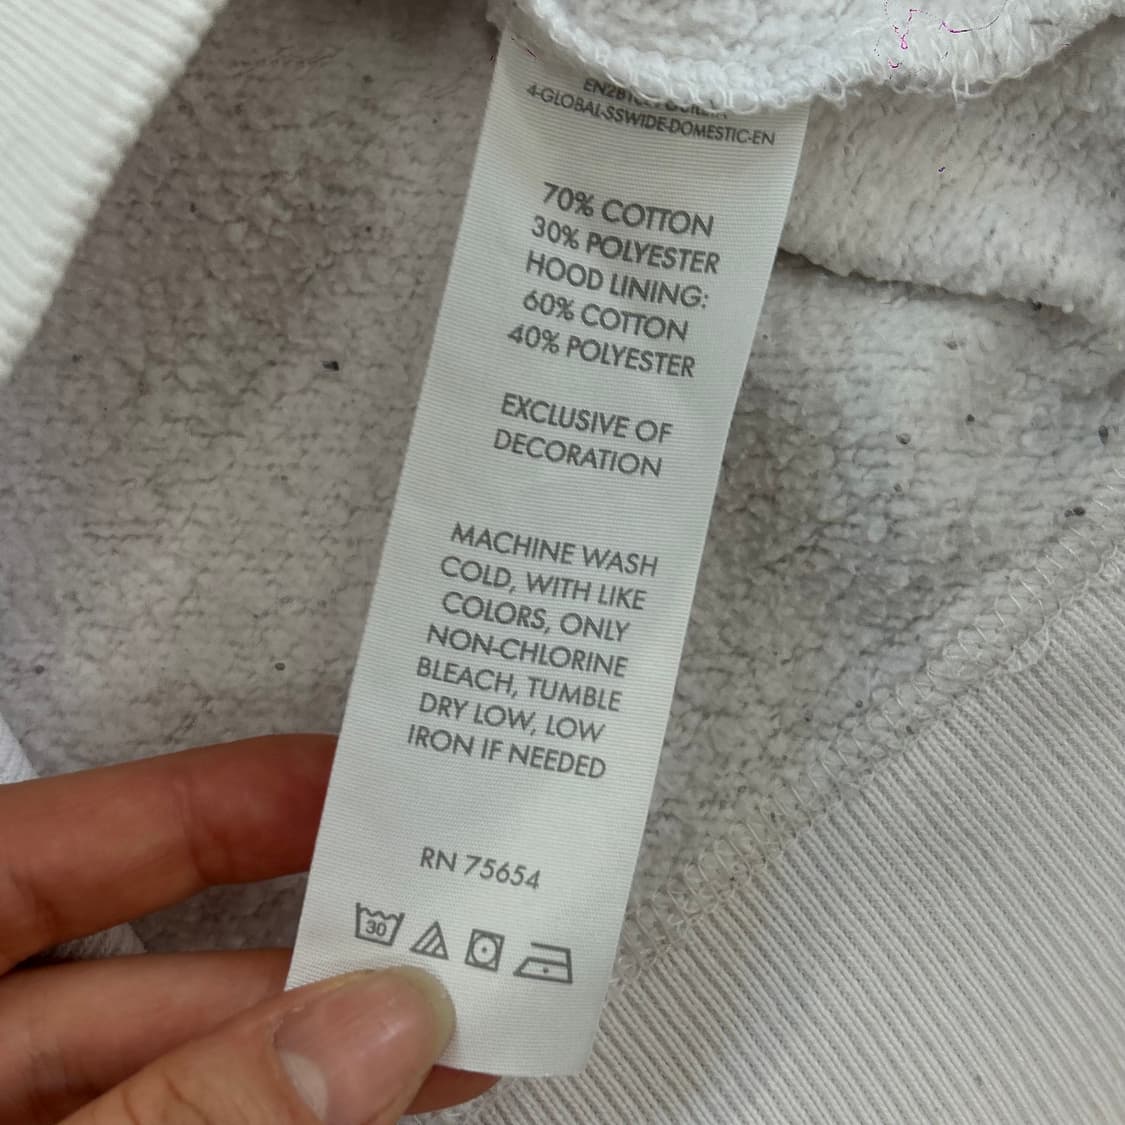 4-GLOBAL-SSWIDE-DOMESTIC-EN
70% COTTON
30% POLYESTER
HOOD LINING:
60% COTTON
40% POLYESTER
EXCLUSIVE OF
DECORATION
MACHINE WASH
COLD, WITH LIKE
COLORS, ONLY
NON-CHLORINE
BLEACH, TUMBLE
DRY LOW, LOW
IRON IF NEEDED
RN 75654
30